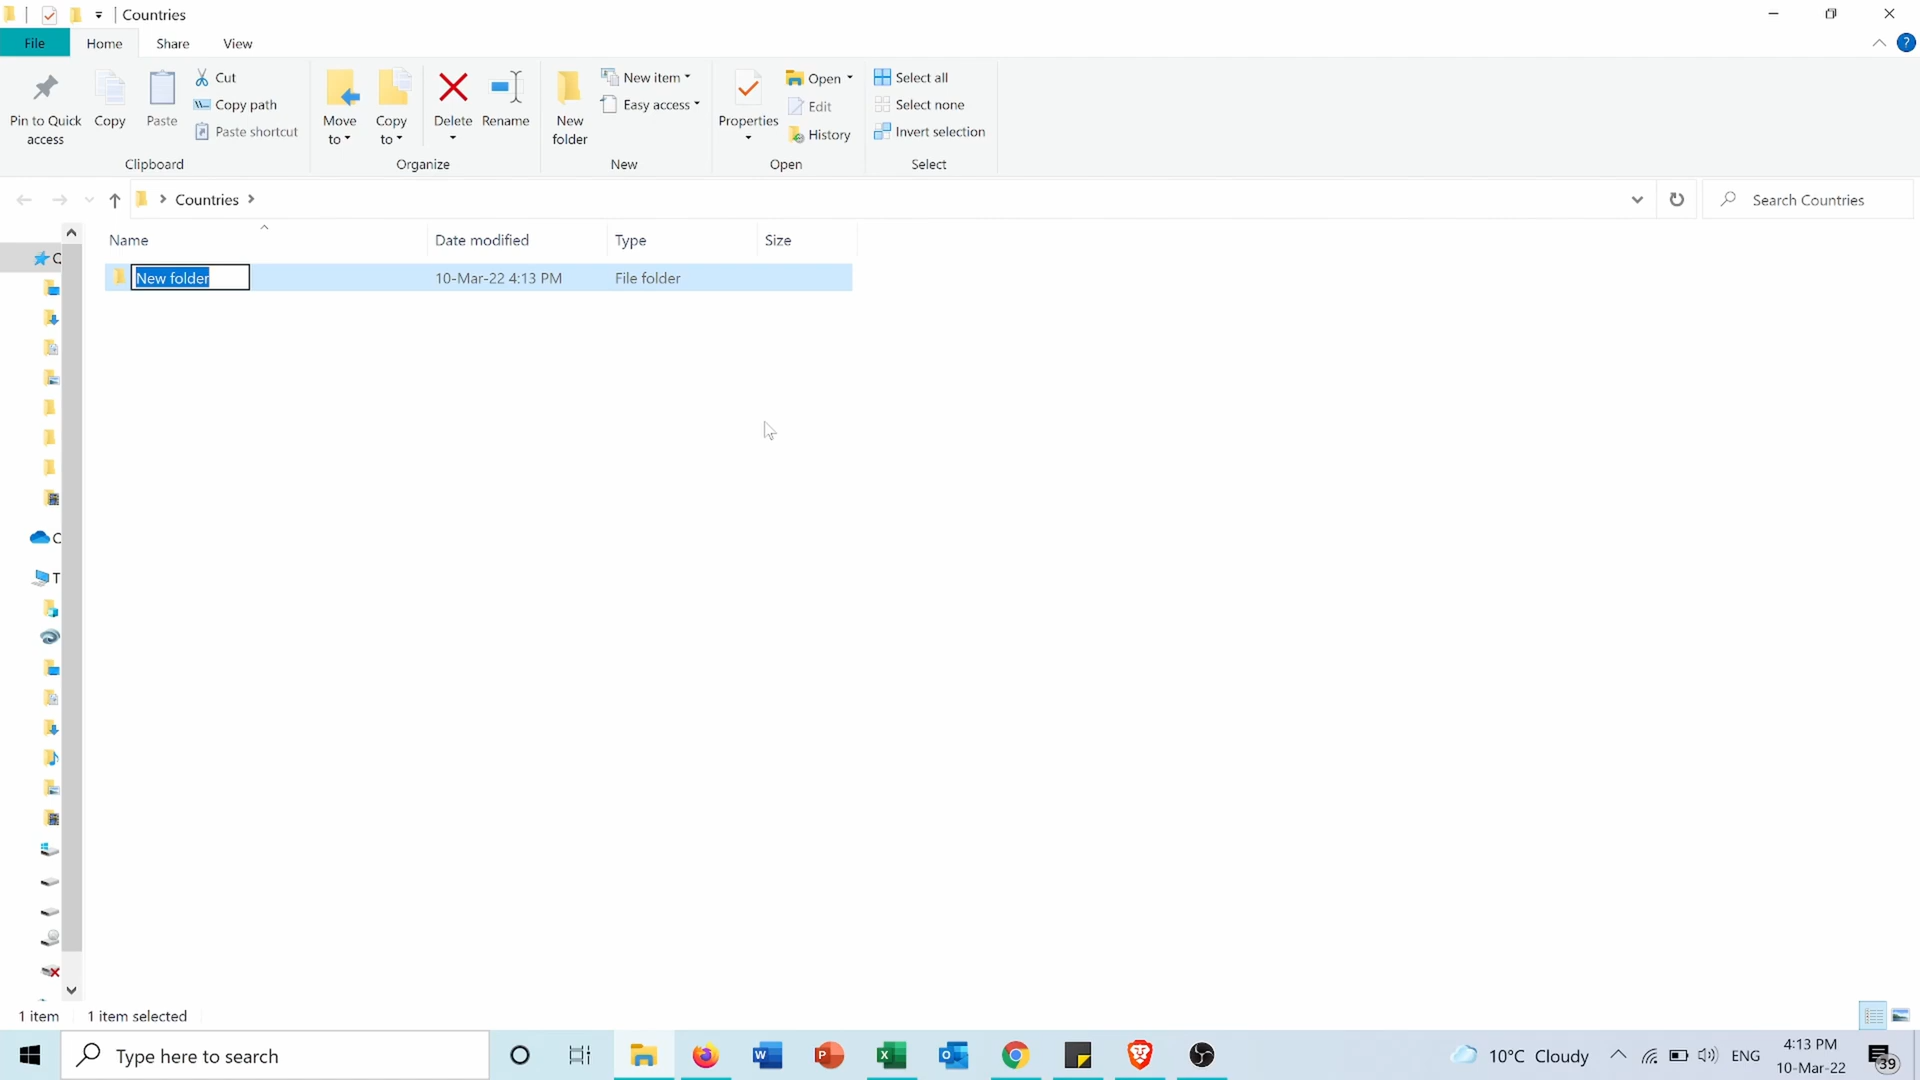 Countries
File
Home
Share
View
Pin to Quick access
Copy
Paste
Cut
Copy path
Paste shortcut
Clipboard
Move to
Copy to
Delete
Rename
Organize
New folder
New item
Easy access
New
Properties
Open
Edit
History
Open
Select all
Select none
Invert selection
Select
Countries
Search Countries
Name
Date modified
Type
Size
New folder
10-Mar-22 4:13 PM
File folder
T
1 item
1 item selected
Type here to search
10°C Cloudy
ENG
4:13 PM
10-Mar-22
39